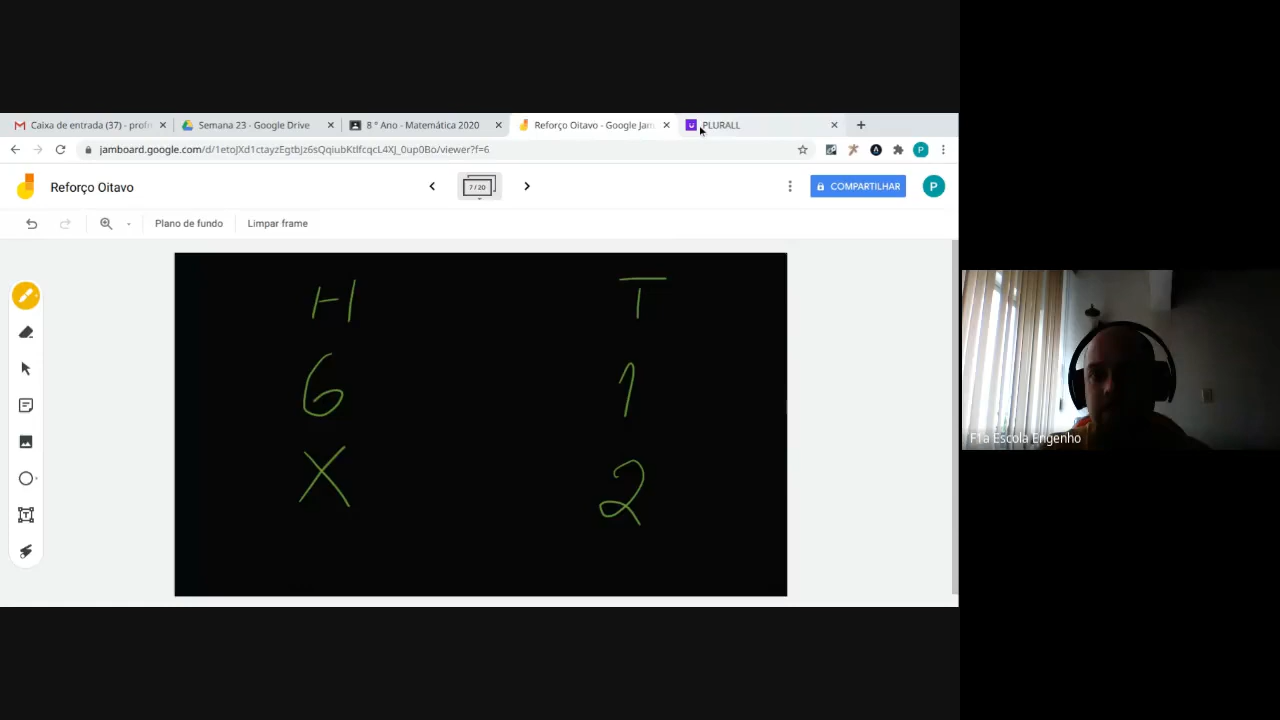 Caixa de entrada (37) - profm
Semana 23 - Google Drive
8 º Ano - Matemática 2020
Reforço Oitavo - Google Jam
PLURALL
jamboard.google.com/d/1etoJXd1ctayzEgtbJz6sQqiubKtlfcqcL4XJ_0up0Bo/viewer?f=6
P
Reforço Oitavo
7 / 20
COMPARTILHAR
P
Plano de fundo
Limpar frame
H T
6 1
X 2
F1a Escola Engenho